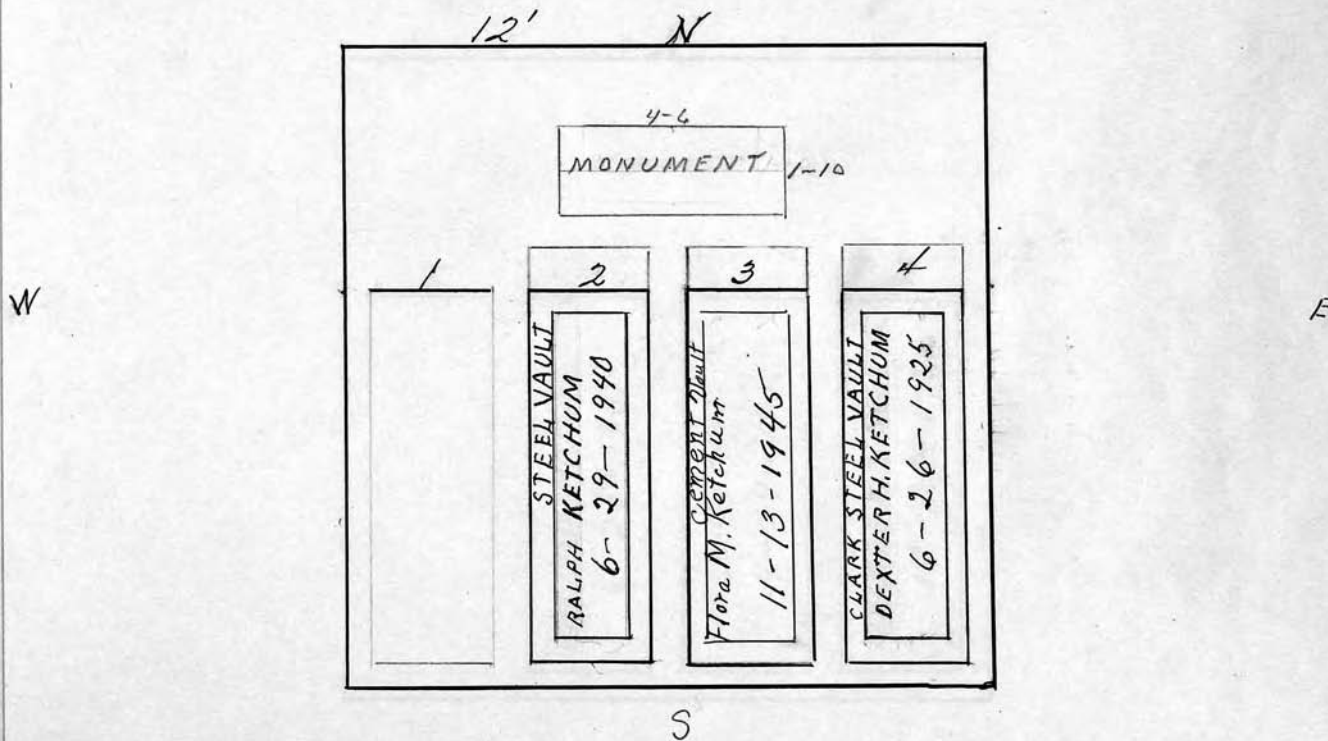 12' N
4-6
MONUMENT 1-10
1 2 3 4
W
E
STEEL VAULT
RALPH KETCHUM
6-29-1940
Cement Vault
Flora M. Ketchum
11-13-1945
CLARK STEEL VAULT
DEXTER H. KETCHUM
6-26-1925
S